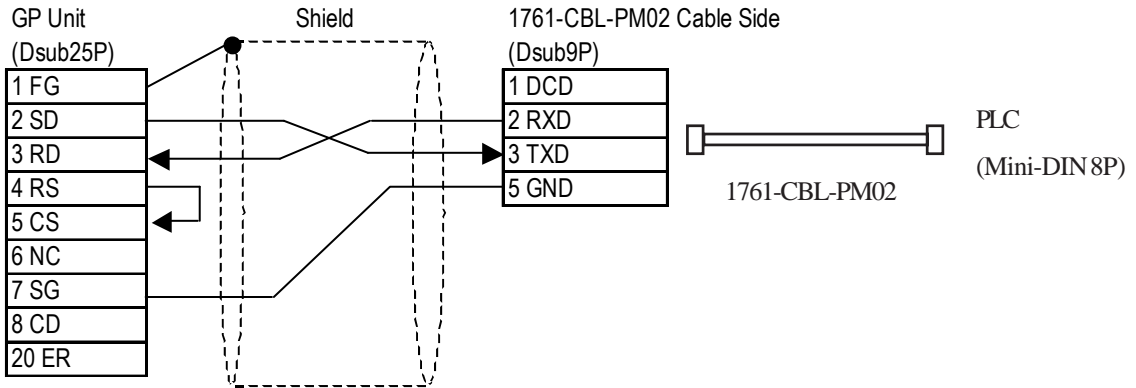 GP Unit
(Dsub25P)
1 FG
2 SD
3 RD
4 RS
5 CS
6 NC
7 SG
8 CD
20 ER
Shield
1761-CBL-PM02 Cable Side
(Dsub9P)
1 DCD
2 RXD
3 TXD
5 GND
1761-CBL-PM02
PLC
(Mini-DIN 8P)